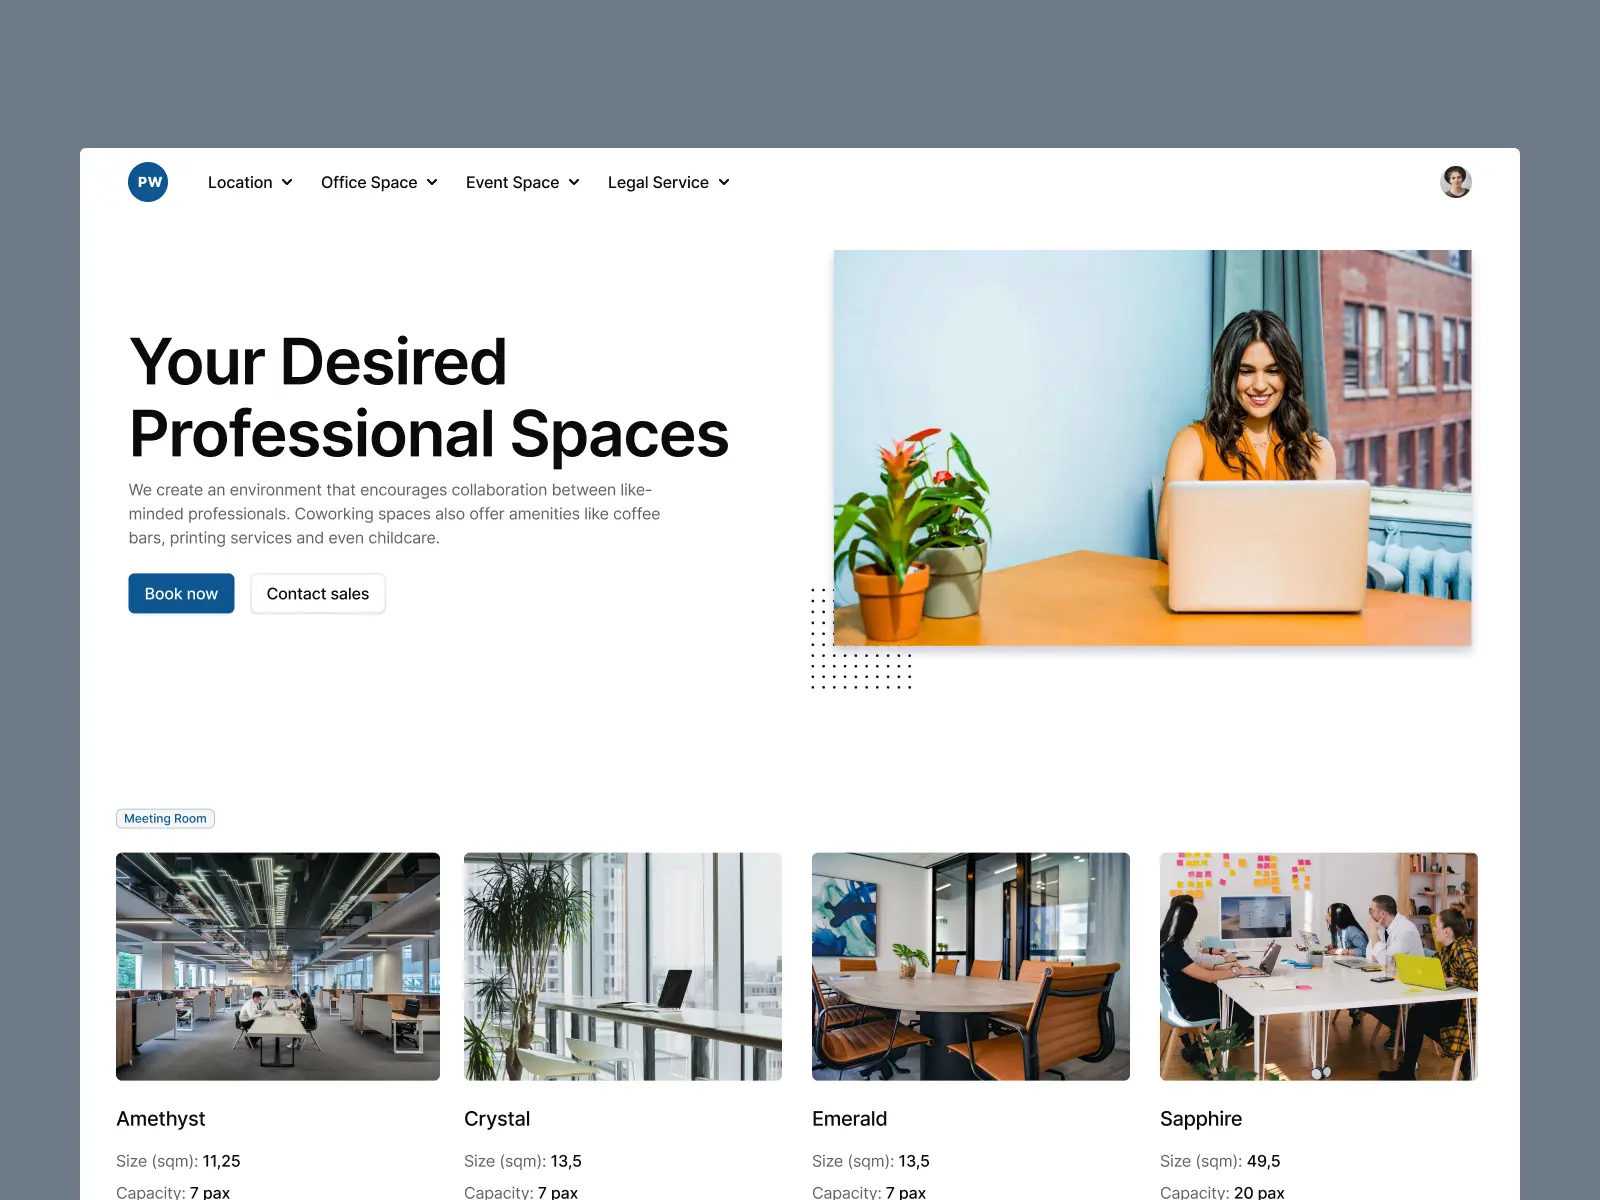 PW
Location
Office Space
Event Space
Legal Service
Your Desired
Professional Spaces
We create an environment that encourages collaboration between like-
minded professionals. Coworking spaces also offer amenities like coffee
bars, printing services and even childcare.
Book now
Contact sales
Meeting Room
Amethyst
Size (sqm): 11,25
Capacity: 7 pax
Crystal
Size (sqm): 13,5
Capacity: 7 pax
Emerald
Size (sqm): 13,5
Capacity: 7 pax
Sapphire
Size (sqm): 49,5
Capacity: 20 pax